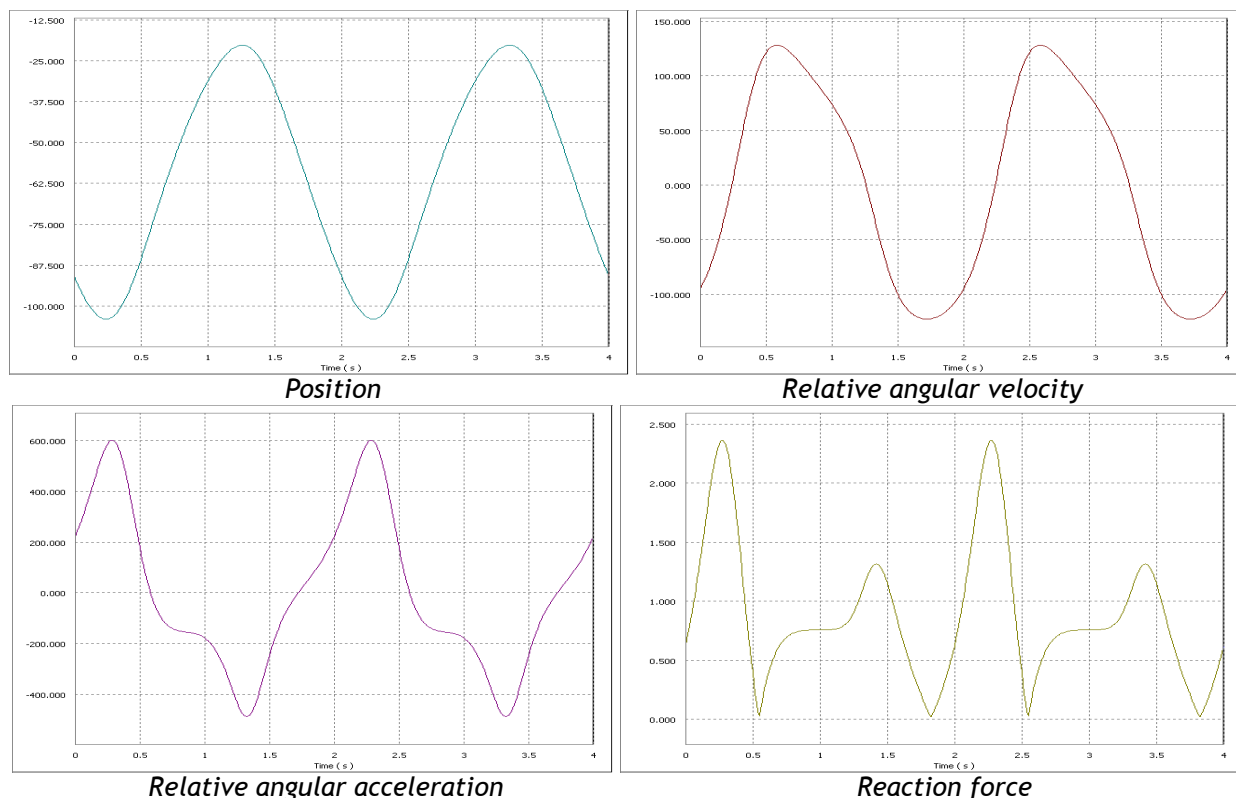 -12.500
-25.000
-37.500
-50.000
-62.500
-75.000
-87.500
-100.000
0 0.5 1 1.5 2 2.5 3 3.5 4
Time ( s )
Position
150.000
100.000
50.000
0.000
-50.000
-100.000
0 0.5 1 1.5 2 2.5 3 3.5 4
Time ( s )
Relative angular velocity
600.000
400.000
200.000
0.000
-200.000
-400.000
0 0.5 1 1.5 2 2.5 3 3.5 4
Time ( s )
Relative angular acceleration
2.500
2.000
1.500
1.000
0.500
0.000
0 0.5 1 1.5 2 2.5 3 3.5 4
Time ( s )
Reaction force